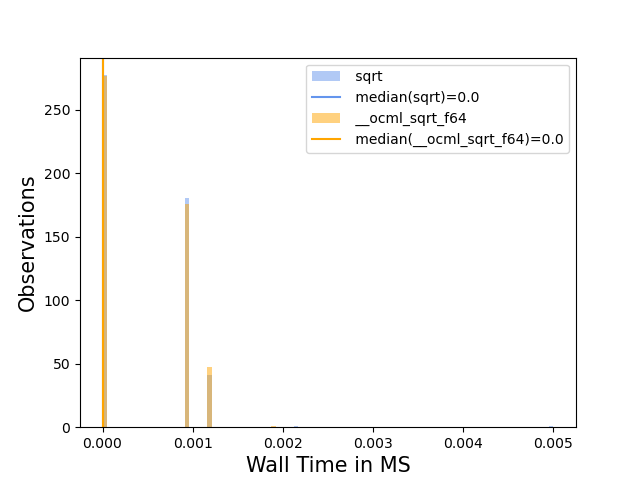 sqrt
median(sqrt)=0.0
__ocml_sqrt_f64
median(__ocml_sqrt_f64)=0.0
Observations
250
200
150
100
50
0
0.000 0.001 0.002 0.003 0.004 0.005
Wall Time in MS